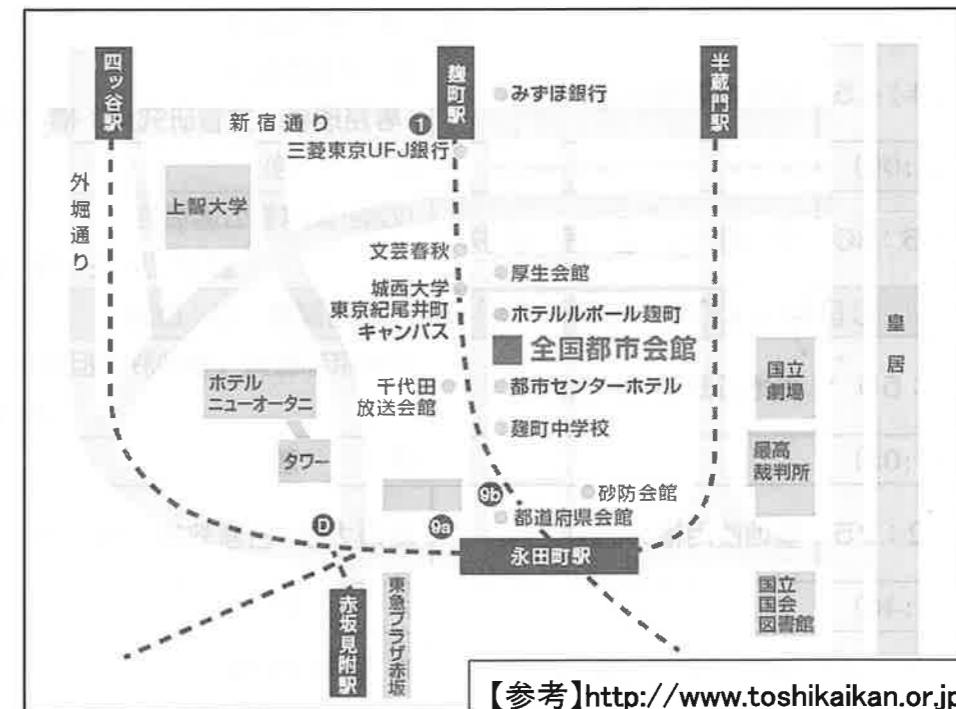 四ッ谷駅
麹町駅
半蔵門駅
みずほ銀行
新宿通り
1
三菱東京UFJ銀行
外堀通り
上智大学
文芸春秋
厚生会館
城西大学
東京紀尾井町
キャンパス
ホテルルポール麹町
全国都市会館
皇居
国立
劇場
ホテル
ニューオータニ
千代田
放送会館
都市センターホテル
麹町中学校
タワー
最高
裁判所
9b
砂防会館
D
9a
都道府県会館
永田町駅
赤坂見附駅
東急プラザ赤坂
国立
国会
図書館
【参考】http://www.toshikaikan.or.jp